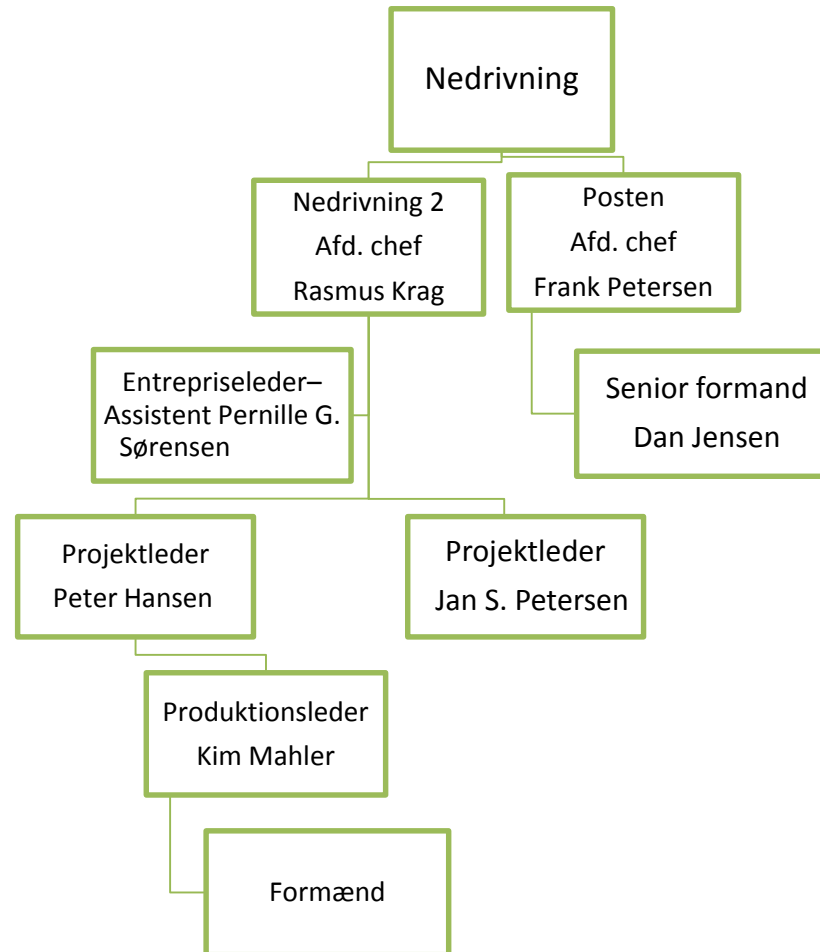 Nedrivning
Nedrivning 2
Afd. chef
Rasmus Krag
Posten
Afd. chef
Frank Petersen
Entrepriseleder–
Assistent Pernille G.
Sørensen
Senior formand
Dan Jensen
Projektleder
Peter Hansen
Projektleder
Jan S. Petersen
Produktionsleder
Kim Mahler
Formænd